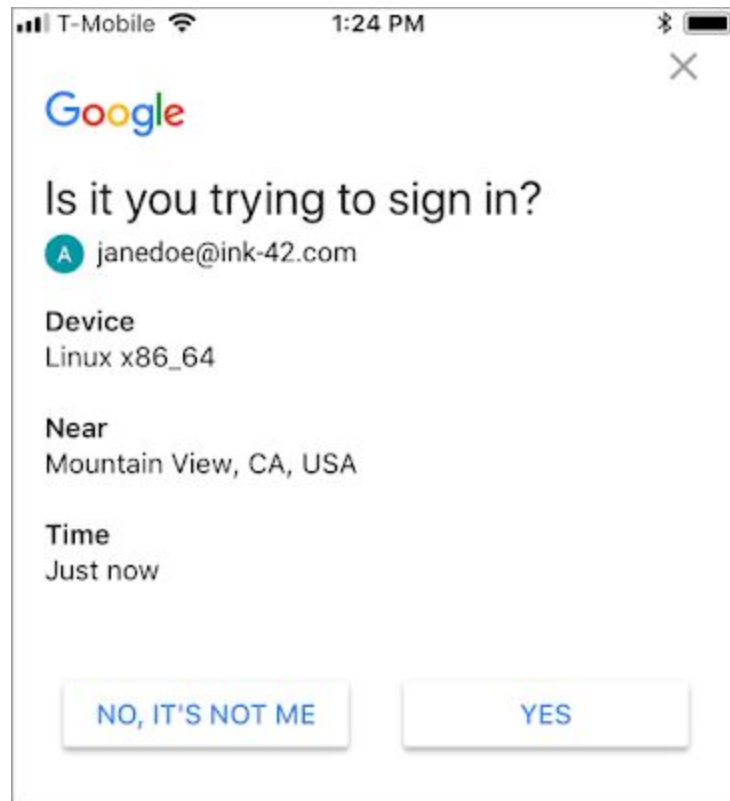 T-Mobile 1:24 PM
Google
Is it you trying to sign in?
A janedoe@ink-42.com
Device
Linux x86_64
Near
Mountain View, CA, USA
Time
Just now
NO, IT'S NOT ME YES